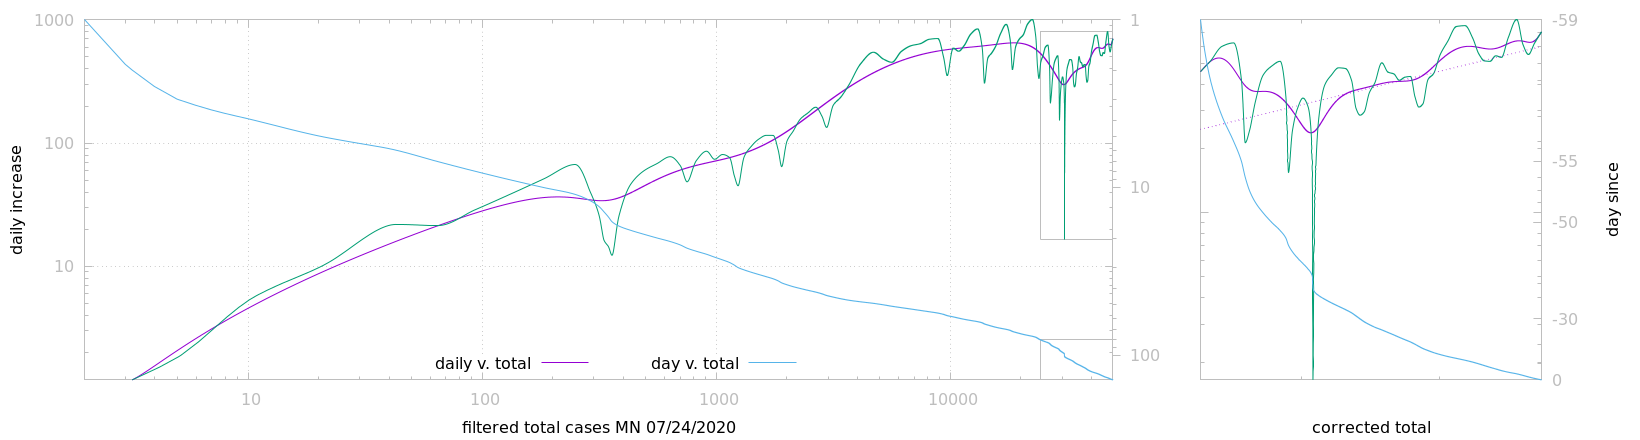 1000
100
10
daily increase
daily v. total
day v. total
10
100
1000
10000
filtered total cases MN 07/24/2020
1
10
100
-59
-55
-50
-30
0
day since
corrected total